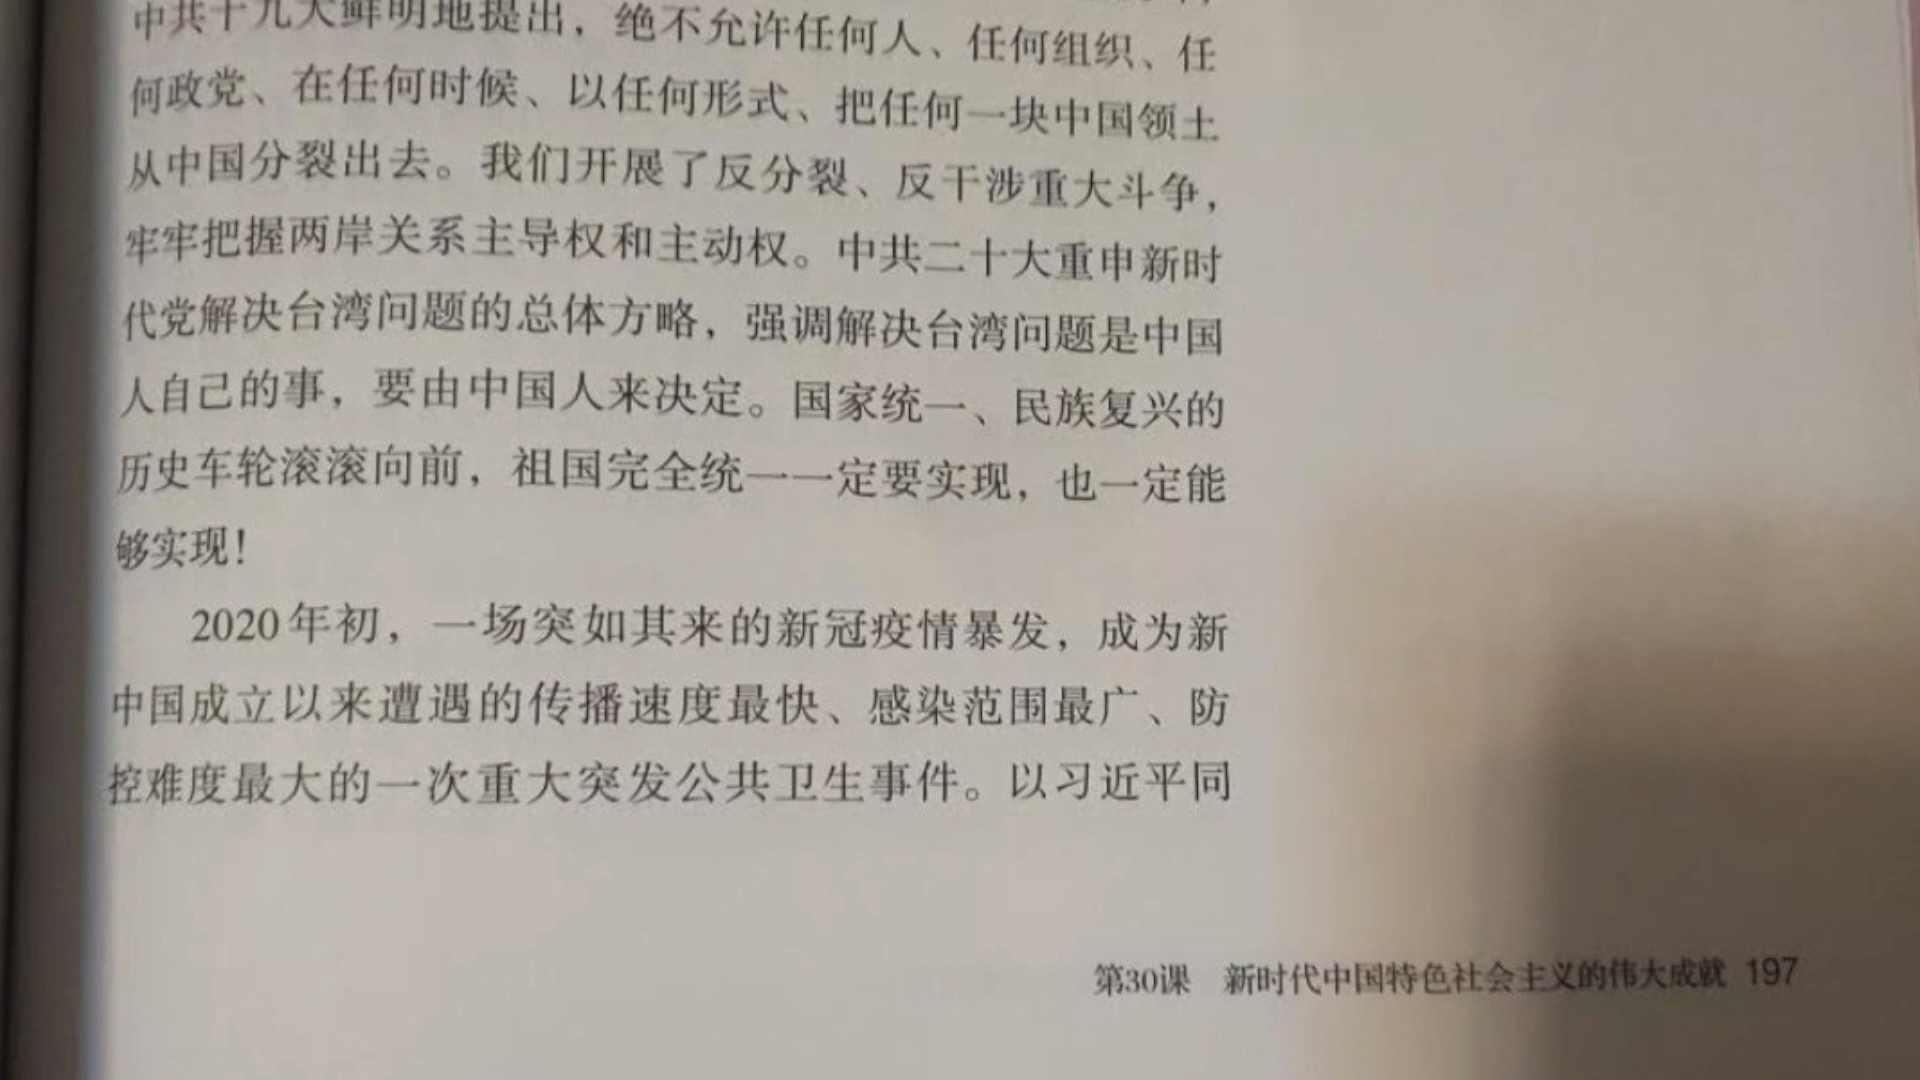 中共十九大鲜明地提出，绝不允许任何人、任何组织、任
何政党、在任何时候、以任何形式、把任何一块中国领土
从中国分裂出去。我们开展了反分裂、反干涉重大斗争，
牢牢把握两岸关系主导权和主动权。中共二十大重申新时
代党解决台湾问题的总体方略，强调解决台湾问题是中国
人自己的事，要由中国人来决定。国家统一、民族复兴的
历史车轮滚滚向前，祖国完全统一一定要实现，也一定能
够实现！
2020年初，一场突如其来的新冠疫情暴发，成为新
中国成立以来遭遇的传播速度最快、感染范围最广、防
控难度最大的一次重大突发公共卫生事件。以习近平同
第30课 新时代中国特色社会主义的伟大成就 197